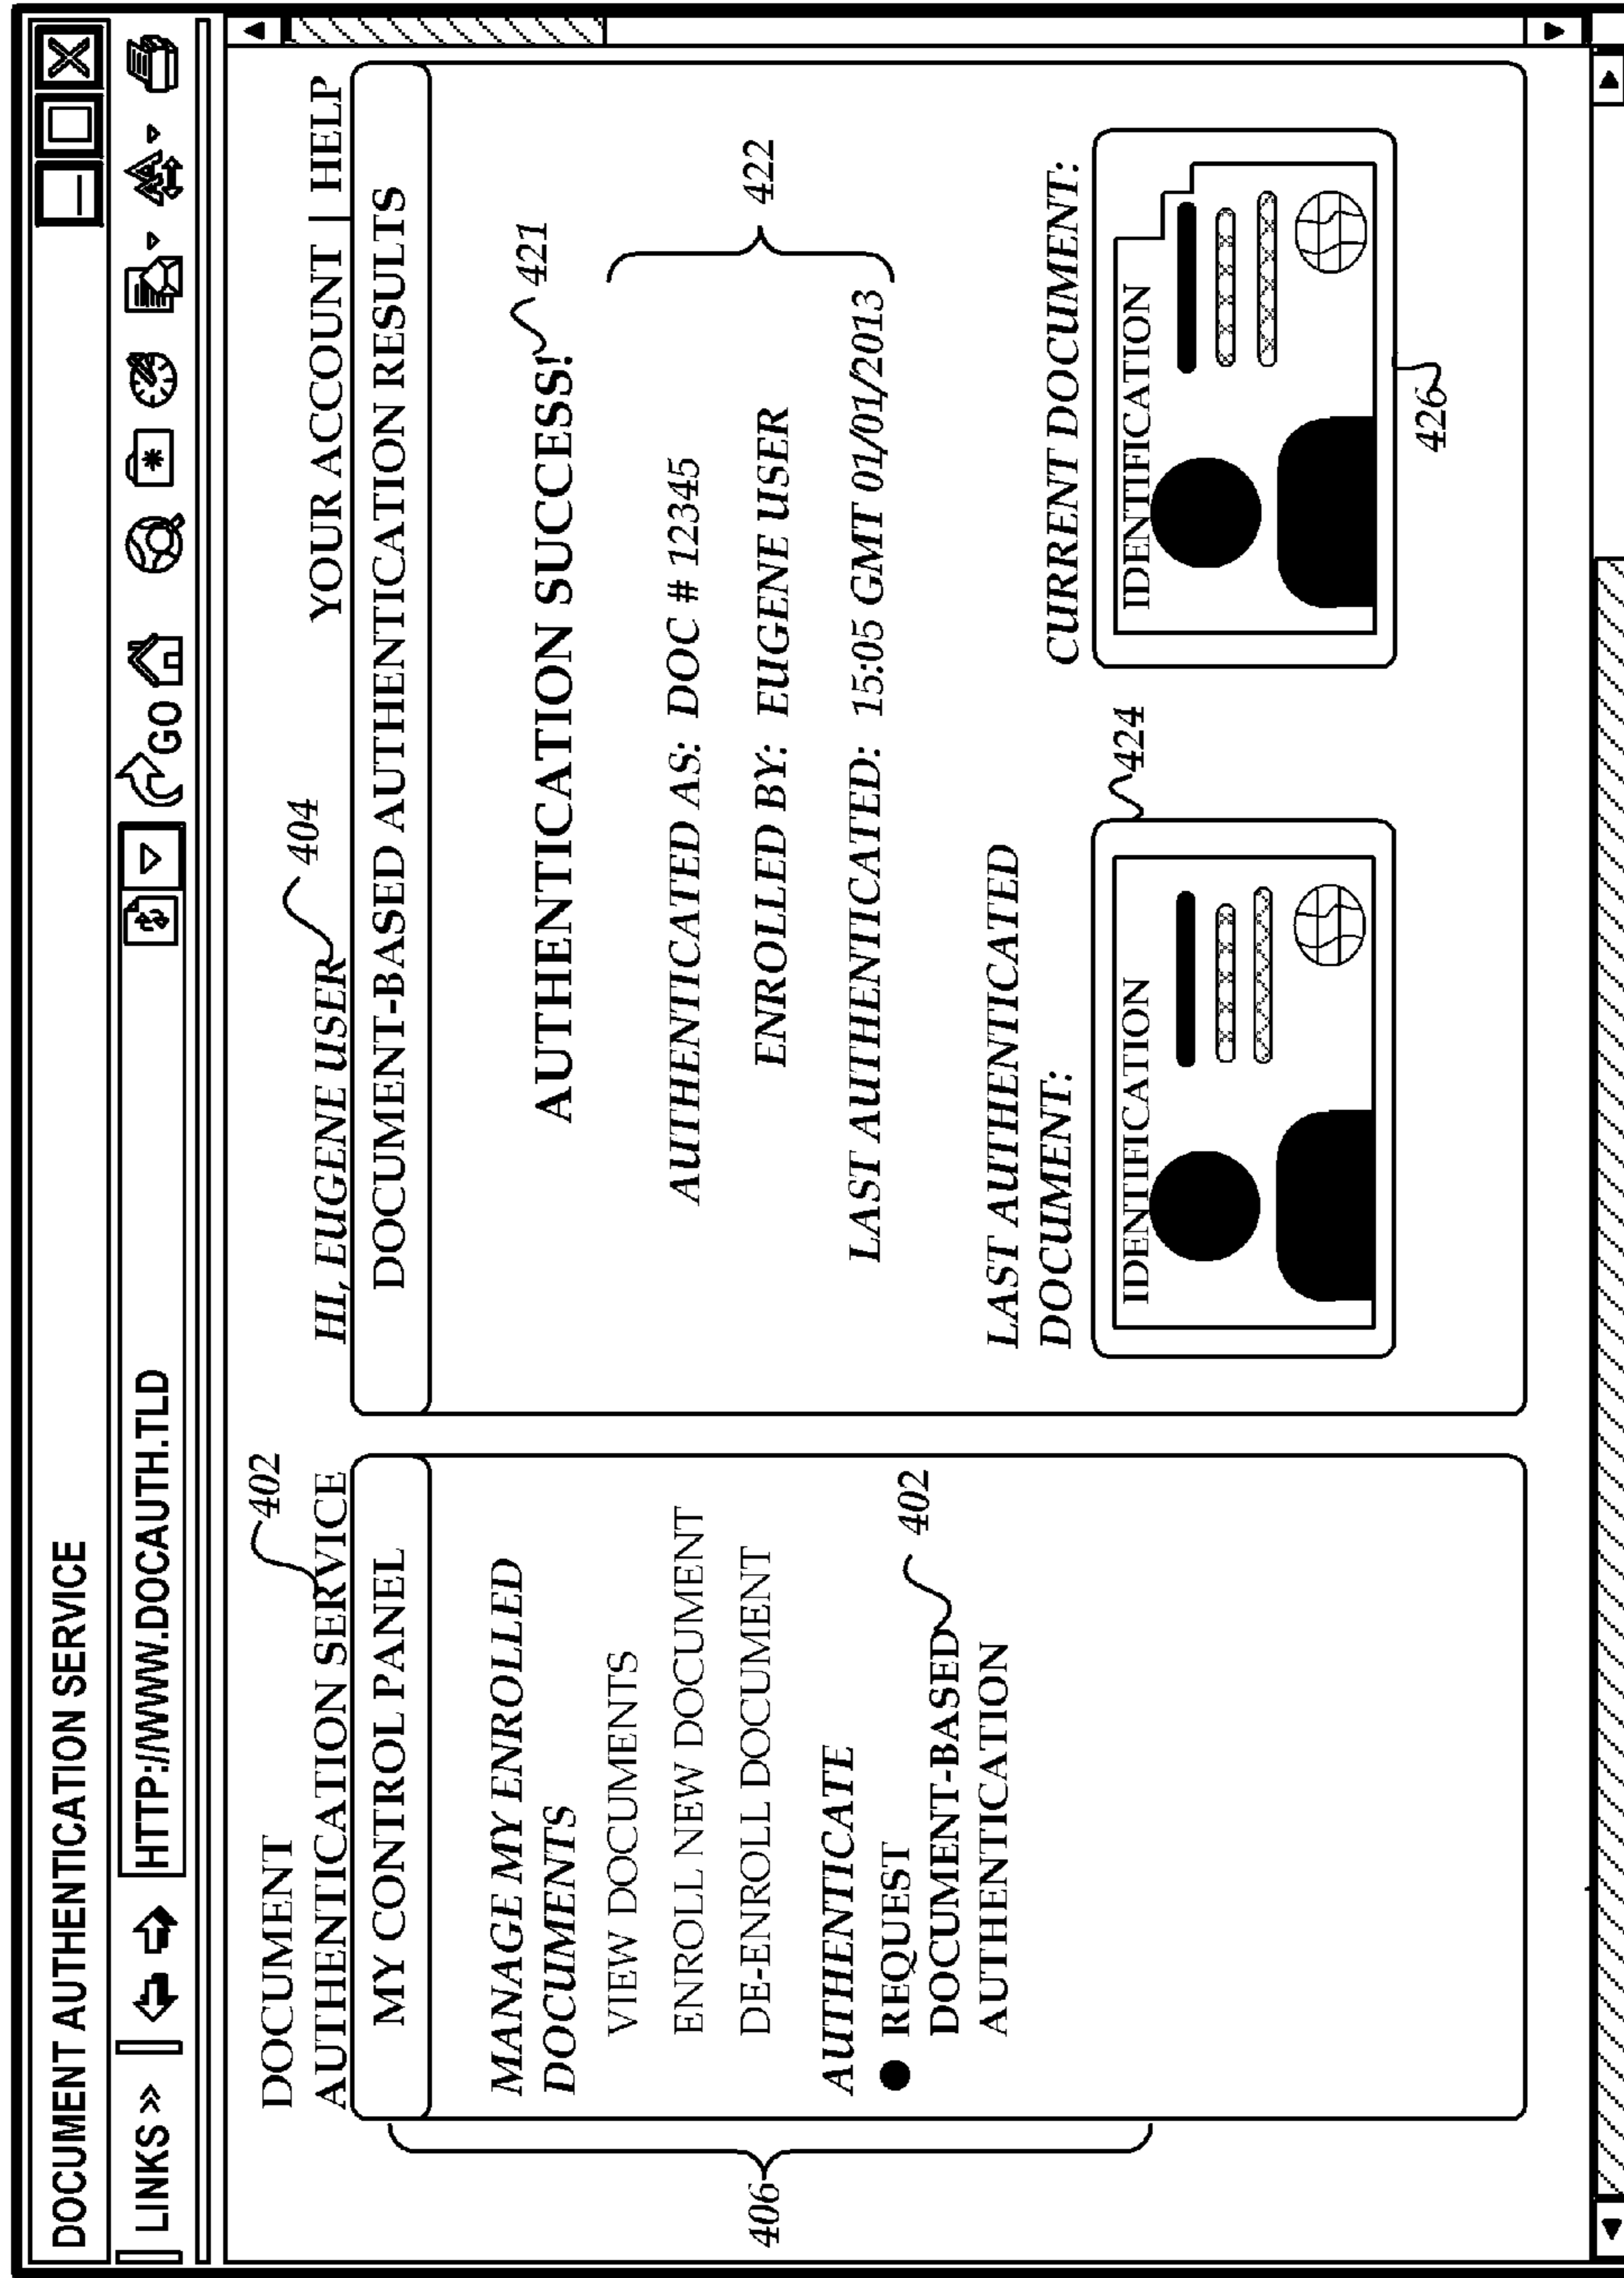 DOCUMENT AUTHENTICATION SERVICE
LINKS »
HTTP://WWW.DOCAUTH.TLD
GO
DOCUMENT
AUTHENTICATION SERVICE
402
HI, EUGENE USER
404
YOUR ACCOUNT | HELP
406
MY CONTROL PANEL
MANAGE MY ENROLLED
DOCUMENTS
VIEW DOCUMENTS
ENROLL NEW DOCUMENT
DE-ENROLL DOCUMENT
AUTHENTICATE
● REQUEST
DOCUMENT-BASED
AUTHENTICATION
402
DOCUMENT-BASED AUTHENTICATION RESULTS
AUTHENTICATION SUCCESS!
421
AUTHENTICATED AS: DOC # 12345
ENROLLED BY: EUGENE USER
LAST AUTHENTICATED: 15:05 GMT 01/01/2013
422
LAST AUTHENTICATED
DOCUMENT:
IDENTIFICATION
424
CURRENT DOCUMENT:
IDENTIFICATION
426